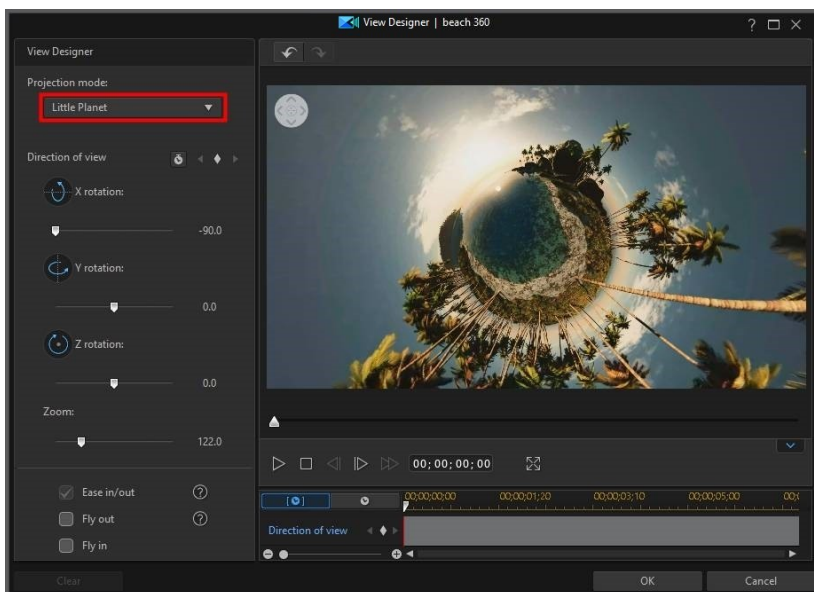 View Designer | beach 360
View Designer
Projection mode:
Little Planet
Direction of view
X rotation:
-90.0
Y rotation:
0.0
Z rotation:
0.0
Zoom:
122.0
Ease in/out
Fly out
Fly in
Clear
00;00;00;00
00;00;00;00 00;00;01;20 00;00;03;10 00;00;05;00
Direction of view
OK Cancel